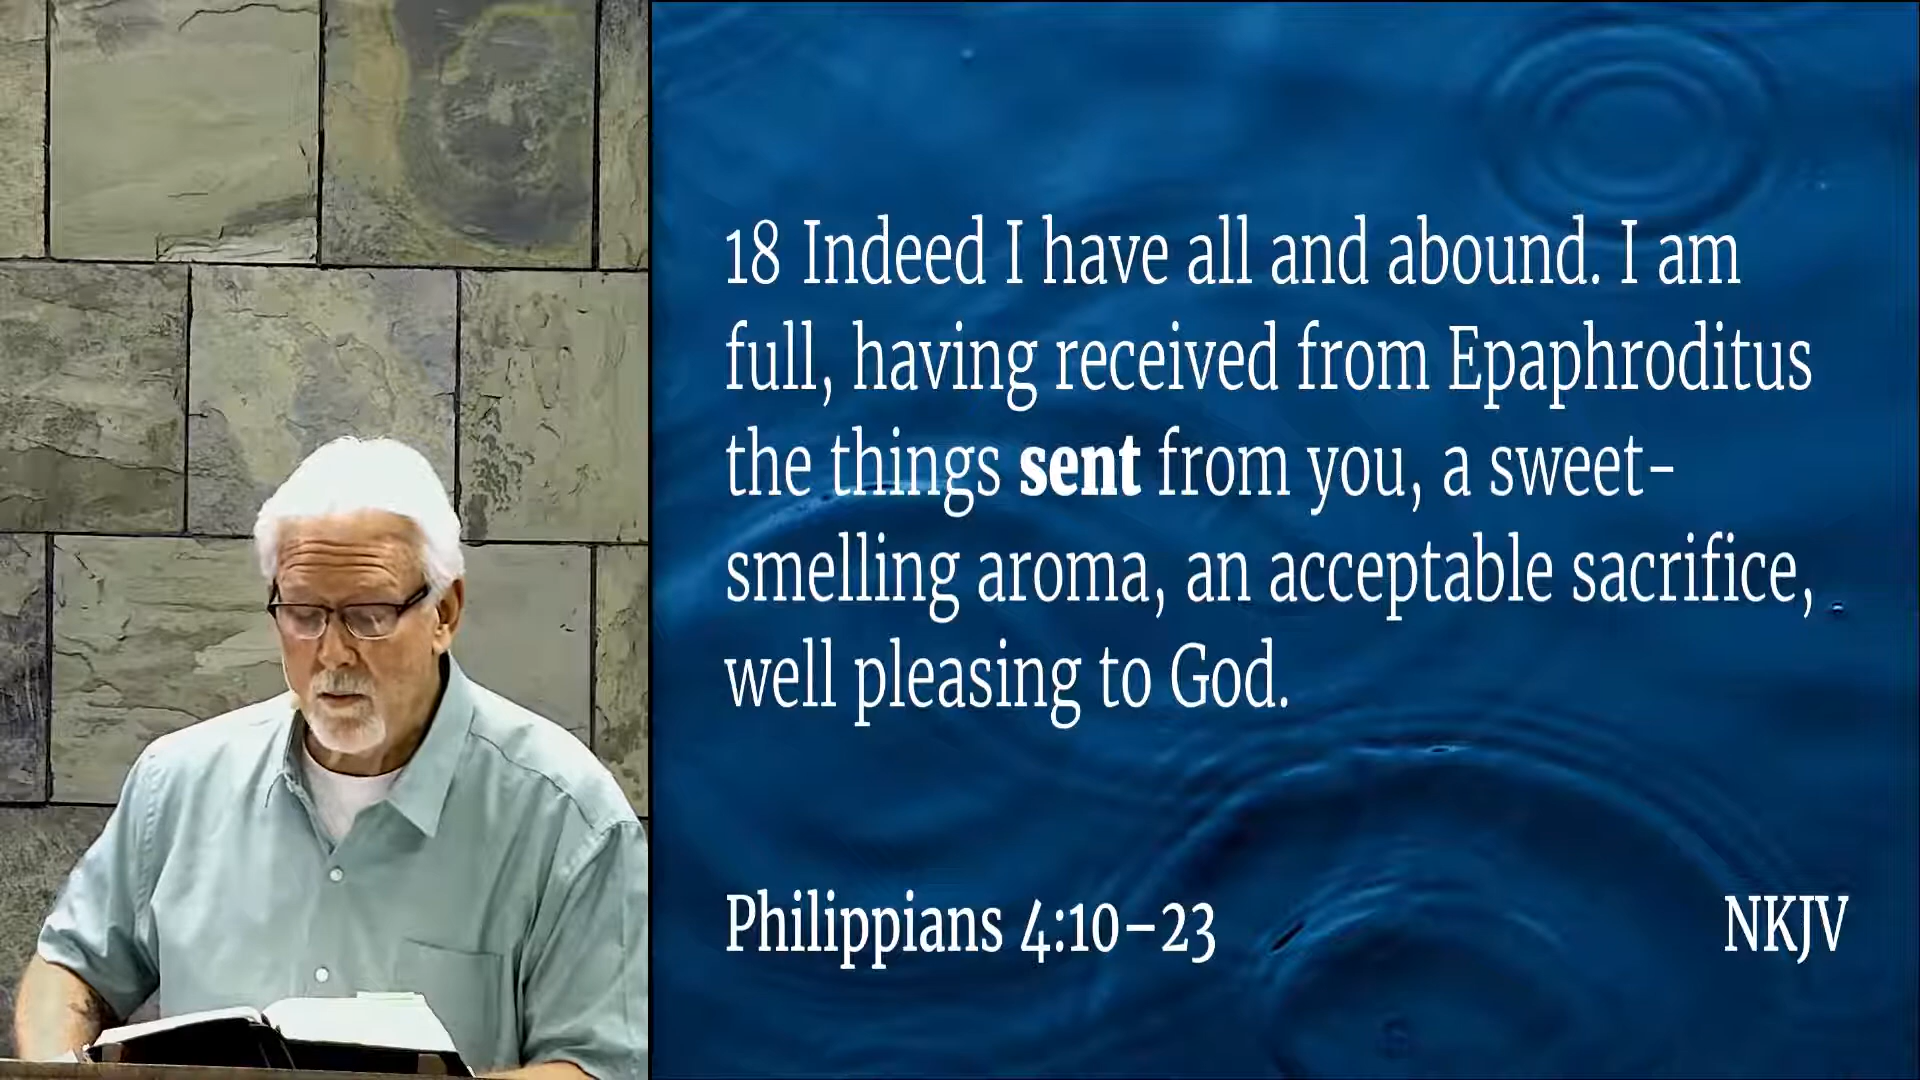 18 Indeed I have all and abound. I am
full, having received from Epaphroditus
the things sent from you, a sweet-
smelling aroma, an acceptable sacrifice,
well pleasing to God.
Philippians 4:10–23
NKJV